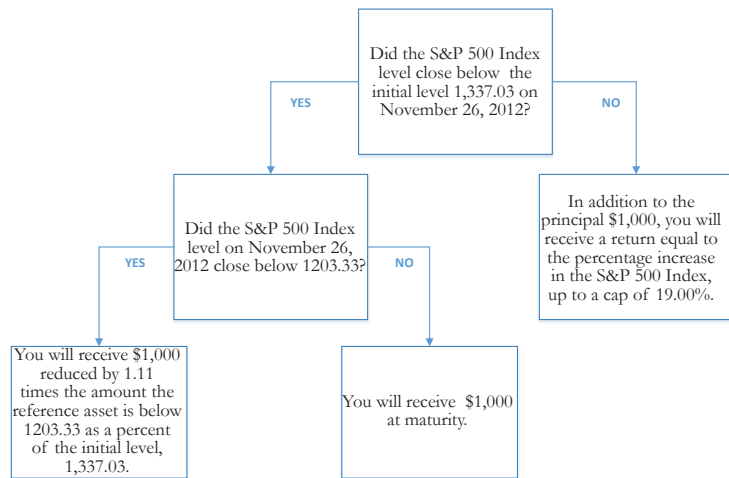 Did the S&P 500 Index
level close below the
initial level 1,337.03 on
November 26, 2012?
YES
NO
Did the S&P 500 Index
level on November 26,
2012 close below 1203.33?
In addition to the
principal $1,000, you will
receive a return equal to
the percentage increase
in the S&P 500 Index,
up to a cap of 19.00%.
YES
NO
You will receive $1,000
reduced by 1.11
times the amount the
reference asset is below
1203.33 as a percent
of the initial level,
1,337.03.
You will receive $1,000
at maturity.